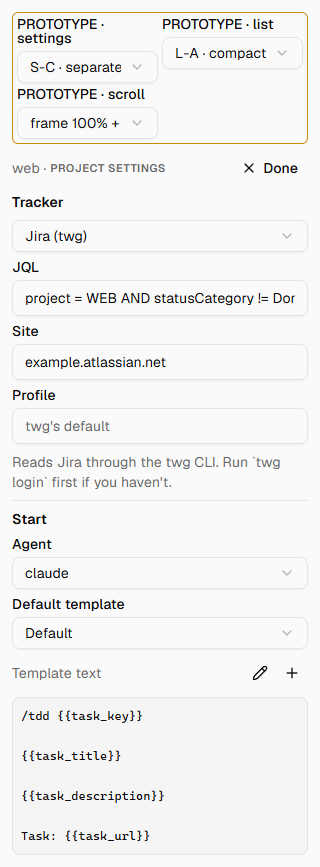 PROTOTYPE · settings
S-C · separate
PROTOTYPE · list
L-A · compact
PROTOTYPE · scroll
frame 100% +
web · PROJECT SETTINGS
Done
Tracker
Jira (twg)
JQL
project = WEB AND statusCategory != Dor
Site
example.atlassian.net
Profile
twg's default
Reads Jira through the twg CLI. Run `twg
login` first if you haven't.
Start
Agent
claude
Default template
Default
Template text
/tdd {{task_key}}
{{task_title}}
{{task_description}}
Task: {{task_url}}